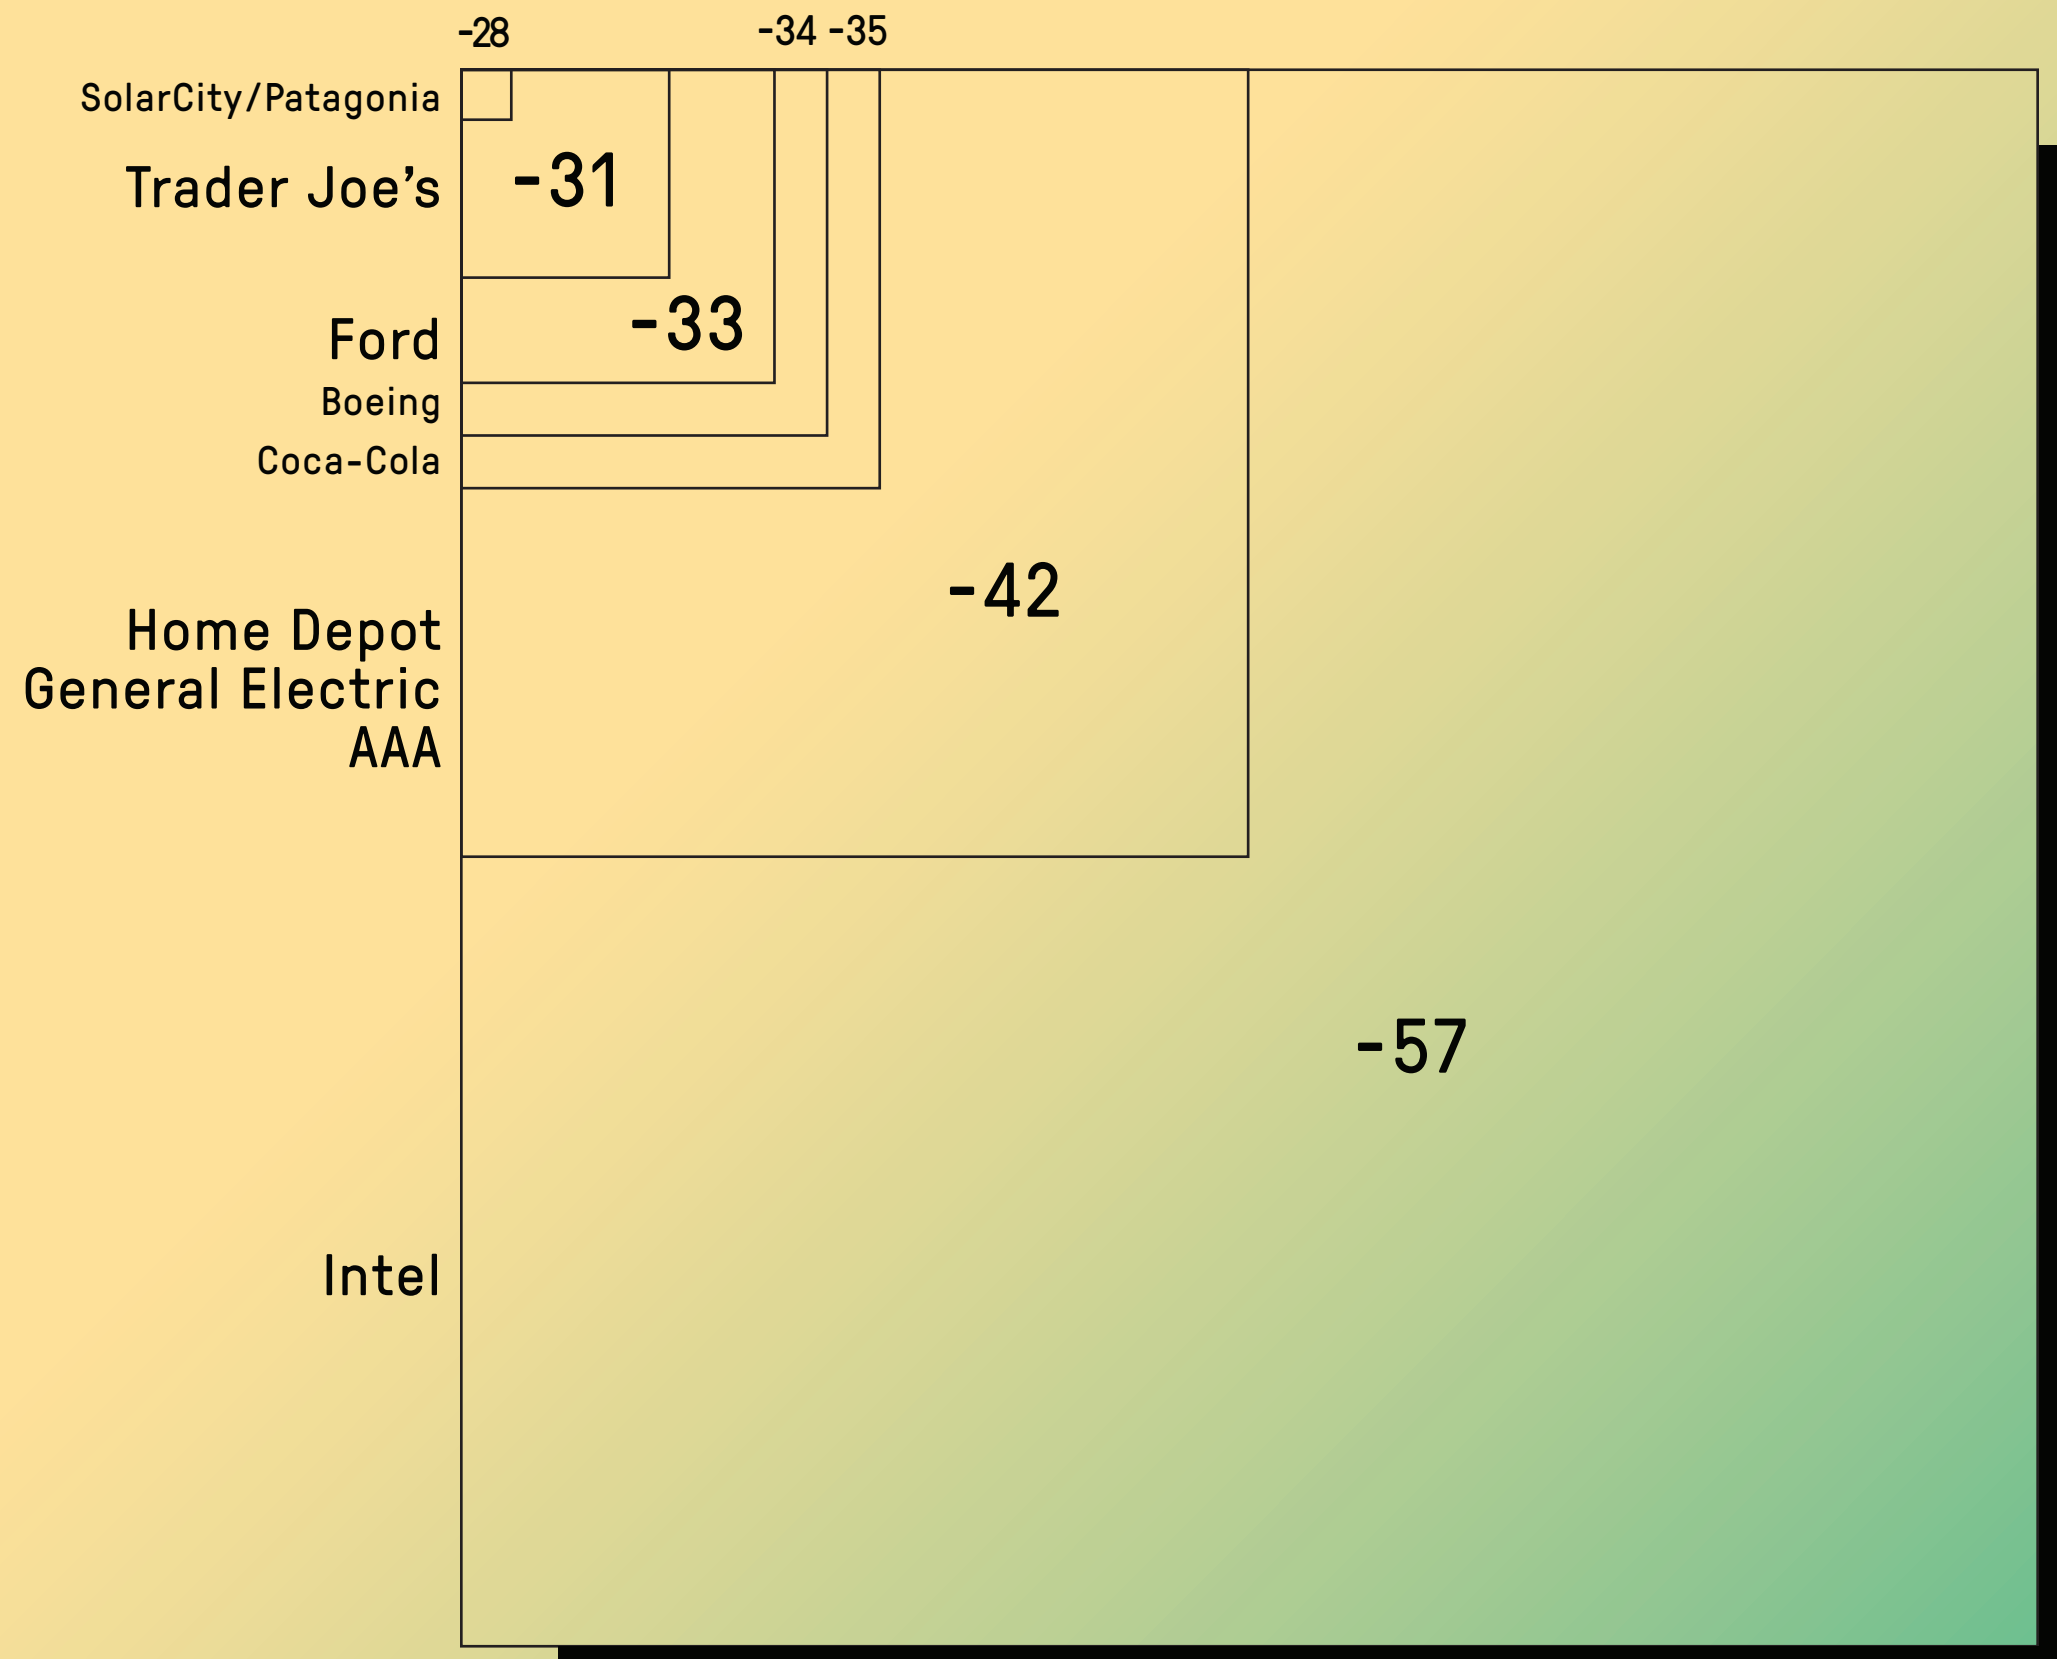 -28 -34 -35
SolarCity/Patagonia
Trader Joe’s -31
Ford -33
Boeing
Coca-Cola
-42
Home Depot
General Electric
AAA
-57
Intel